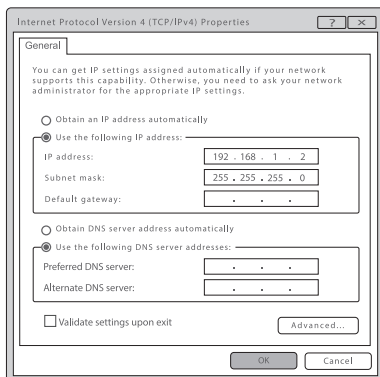 Internet Protocol Version 4 (TCP/IPv4) Properties ? ×
General
You can get IP settings assigned automatically if your network
supports this capability. Otherwise, you need to ask your network
administrator for the appropriate IP settings.
Obtain an IP address automatically
Use the following IP address:
IP address: 192 . 168 . 1 . 2
Subnet mask: 255 . 255 . 255 . 0
Default gateway: . . .
Obtain DNS server address automatically
Use the following DNS server addresses:
Preferred DNS server: . . .
Alternate DNS server: . . .
Validate settings upon exit
Advanced...
OK Cancel